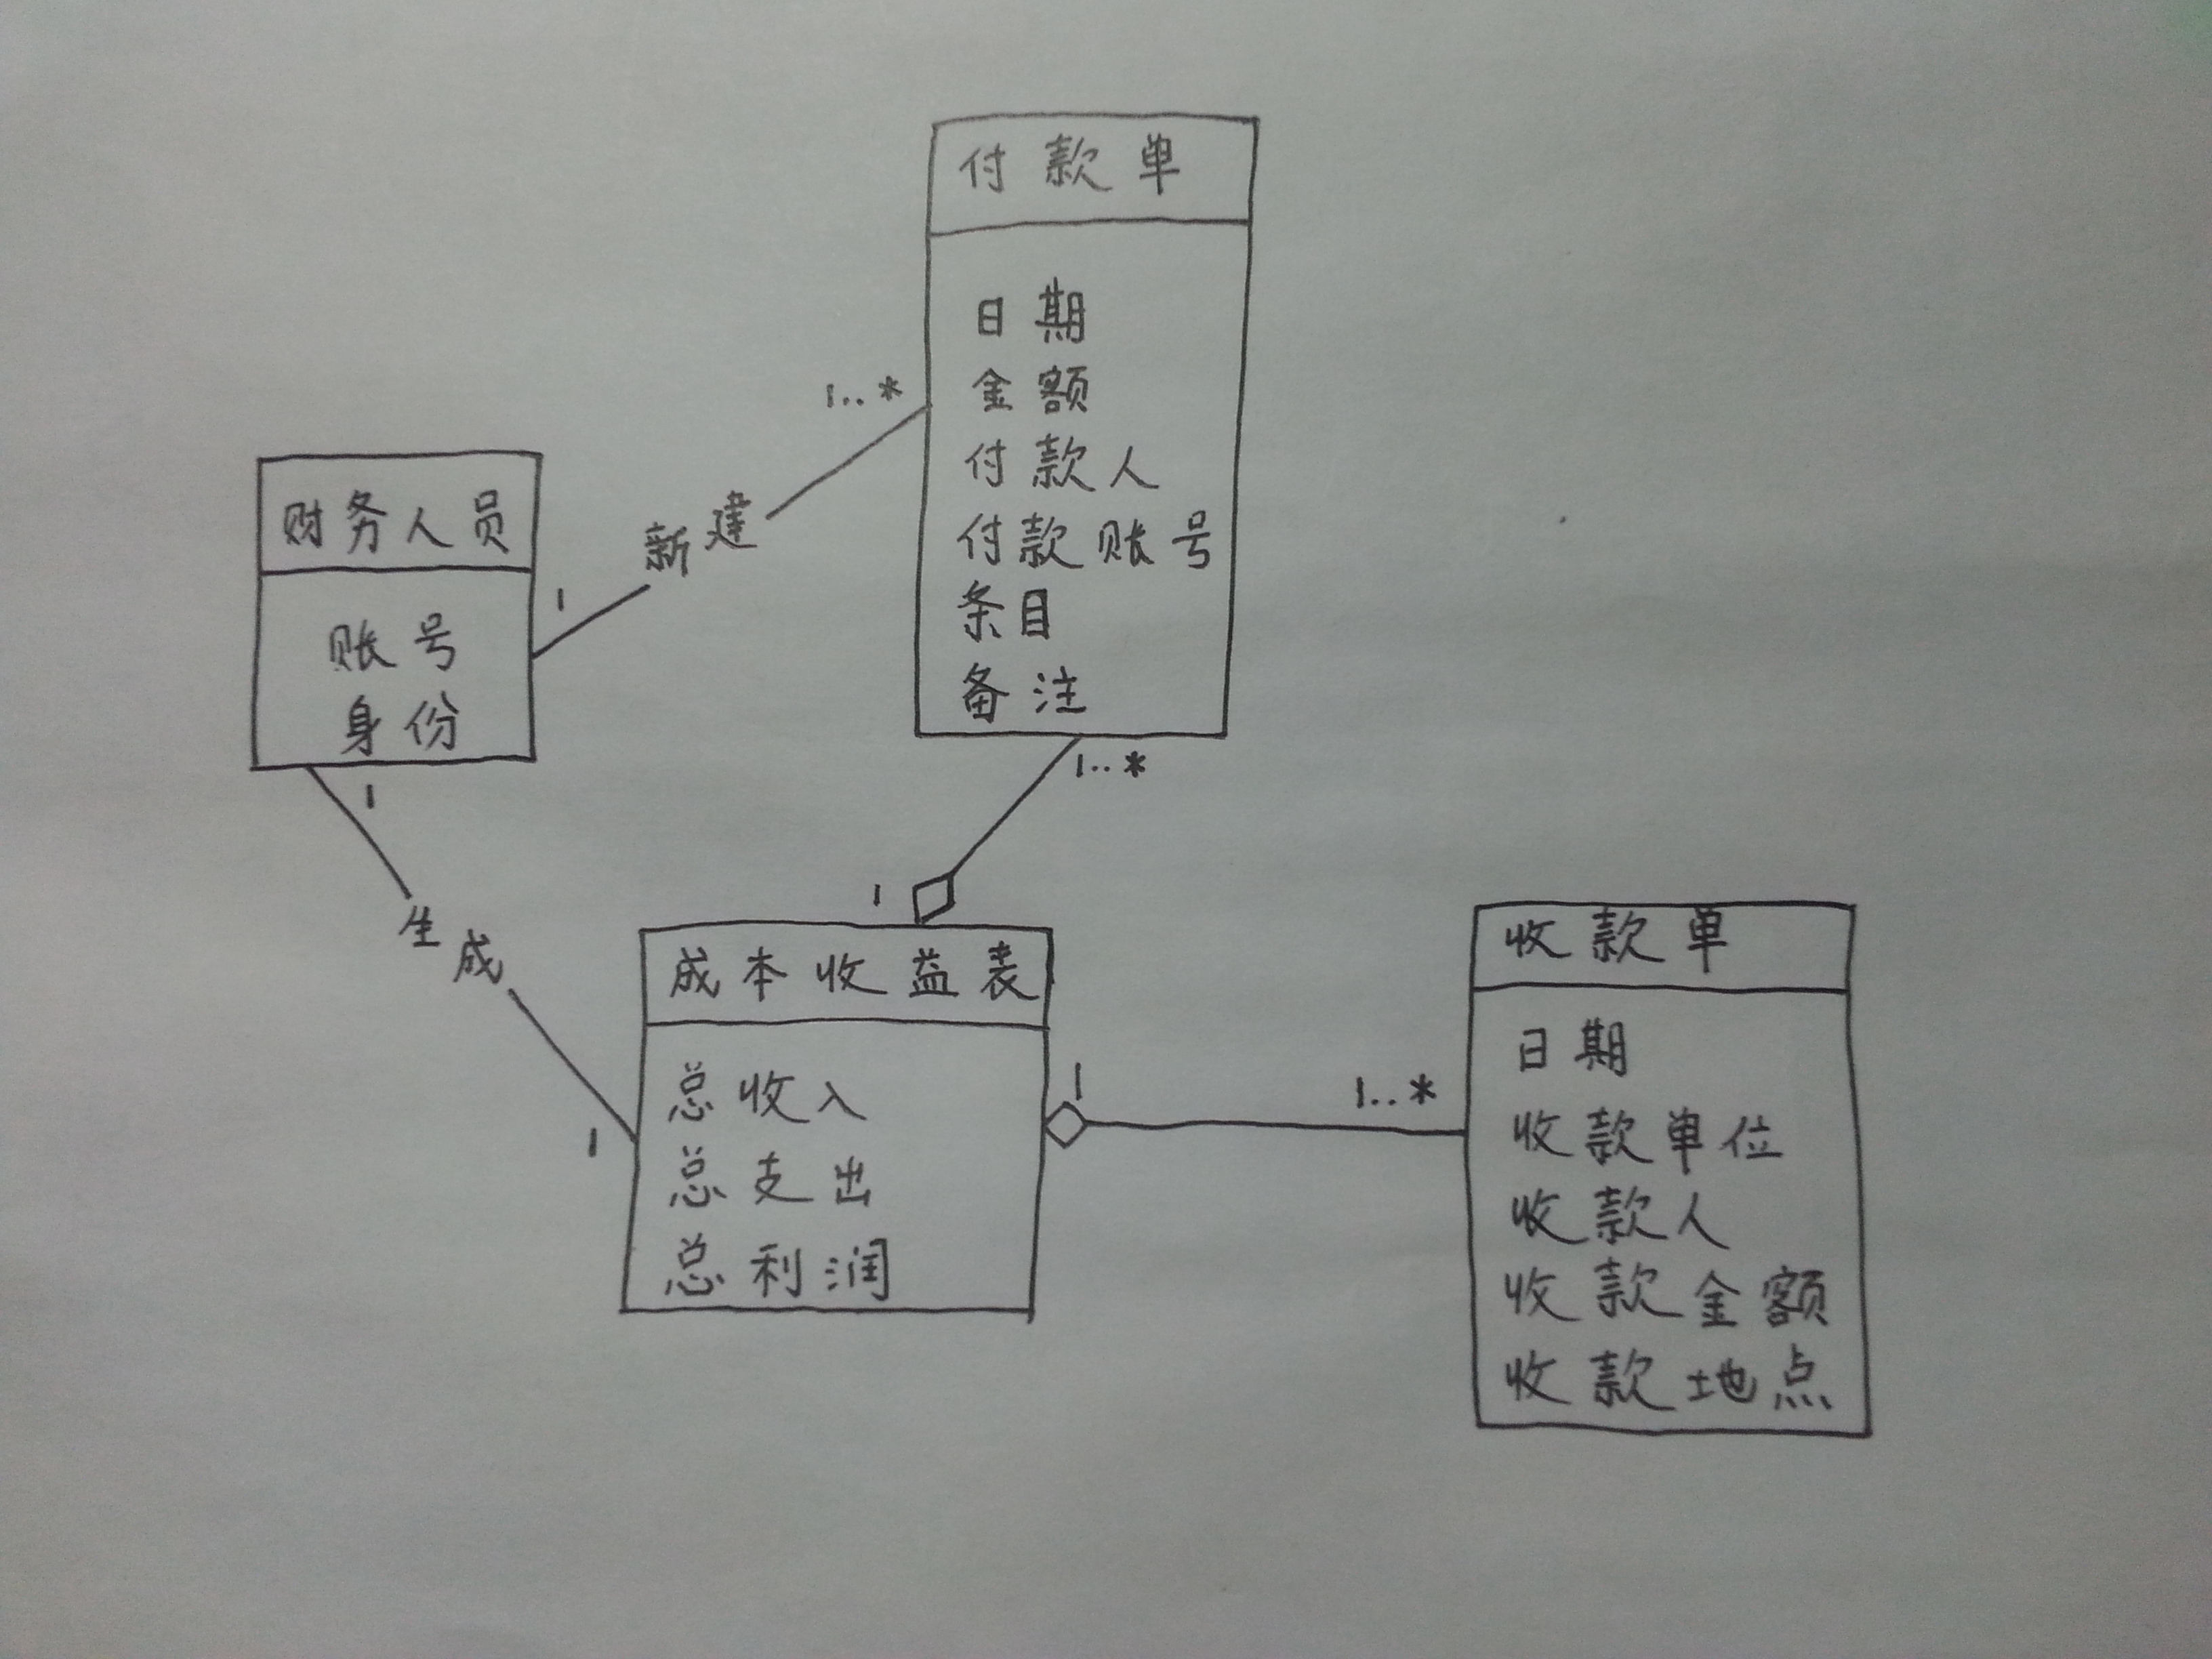 付款单
日期
金额
付款人
付款账号
条目
备注
1..*
新建
1
财务人员
账号
身份
1
生成
1
1..*
1
成本收益表
总收入
总支出
总利润
1
1..*
收款单
日期
收款单位
收款人
收款金额
收款地点